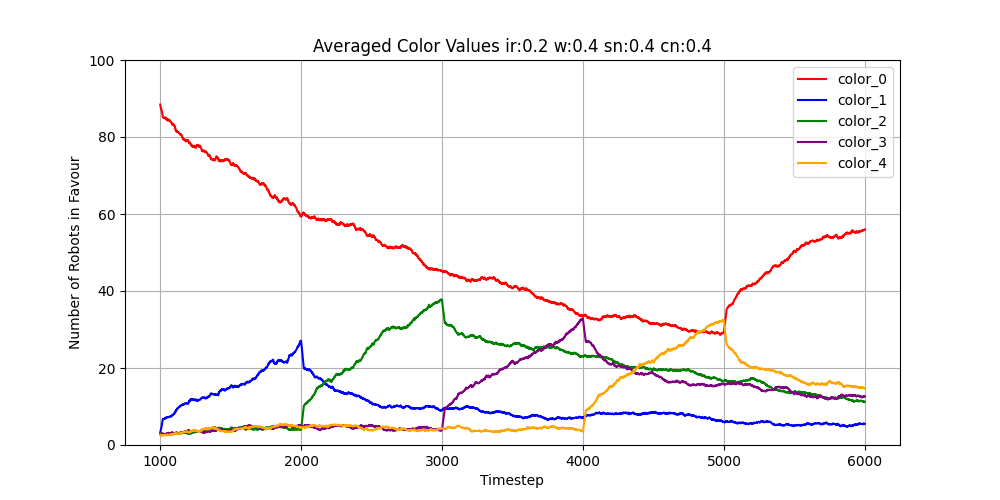 Averaged Color Values ir:0.2 w:0.4 sn:0.4 cn:0.4
Number of Robots in Favour
100
80
60
40
20
0
color_0
color_1
color_2
color_3
color_4
1000 2000 3000 4000 5000 6000
Timestep